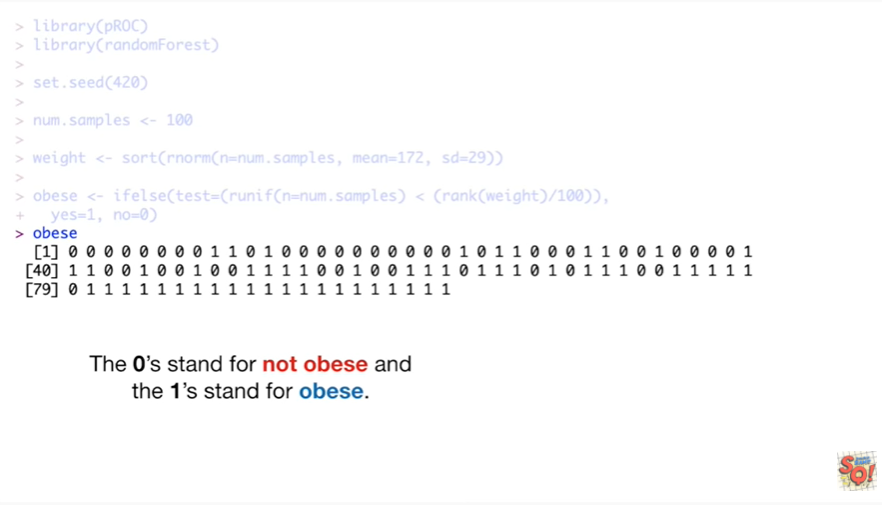 > library(pROC)
> library(randomForest)
>
> set.seed(420)
>
> num.samples <- 100
>
> weight <- sort(rnorm(n=num.samples, mean=172, sd=29))
>
> obese <- ifelse(test=(runif(n=num.samples) < (rank(weight)/100)),
+   yes=1, no=0)
> obese
[1] 0 0 0 0 0 0 0 0 1 1 0 1 0 0 0 0 0 0 0 0 0 0 1 0 1 1 0 0 0 1 1 0 0 1 0 0 0 0 1
[40] 1 1 0 0 1 0 0 1 0 0 1 1 1 1 0 0 1 0 0 1 1 1 0 1 1 1 0 1 0 1 1 1 0 0 1 1 1 1 1
[79] 0 1 1 1 1 1 1 1 1 1 1 1 1 1 1 1 1 1 1 1 1 1 1 1
The 0's stand for not obese and
the 1's stand for obese.
SQ!